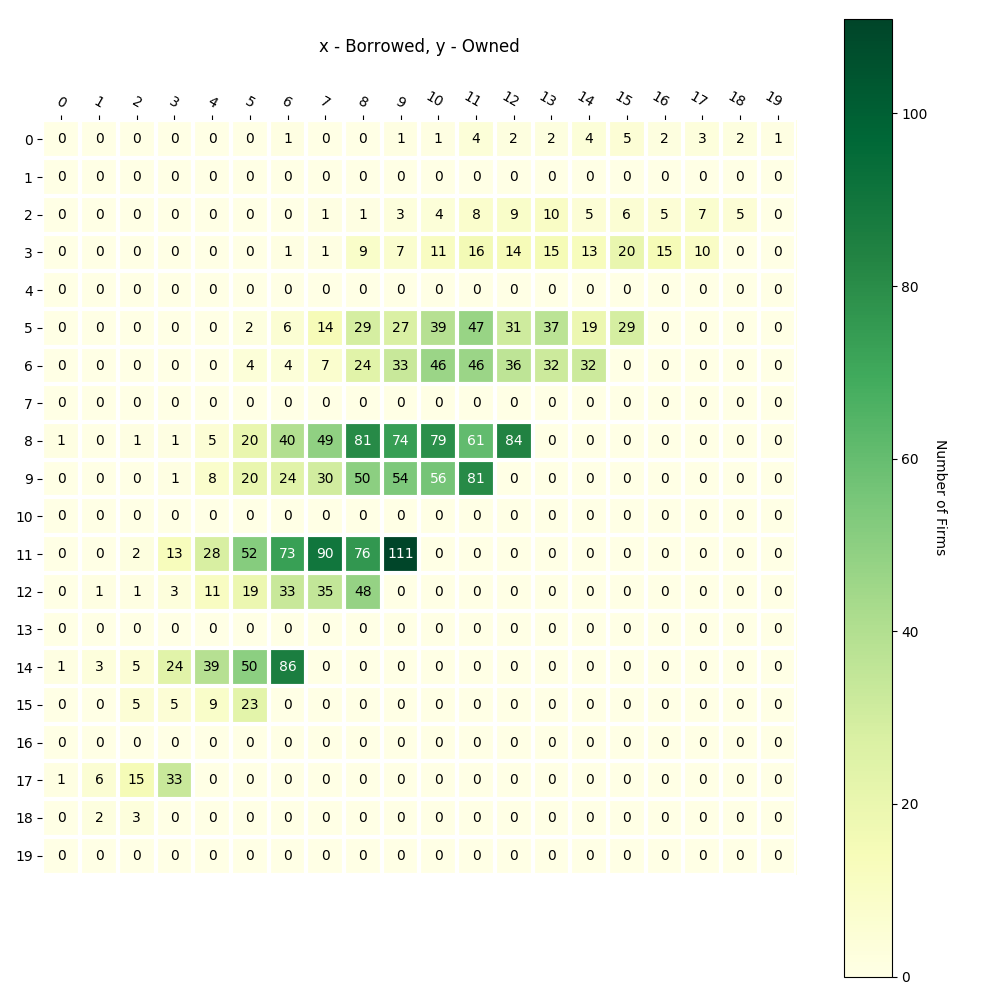 x - Borrowed, y - Owned
0 1 2 3 4 5 6 7 8 9 10 11 12 13 14 15 16 17 18 19
0 0 0 0 0 0 0 1 0 0 1 1 4 2 2 4 5 2 3 2 1
1 0 0 0 0 0 0 0 0 0 0 0 0 0 0 0 0 0 0 0 0
2 0 0 0 0 0 0 0 1 1 3 4 8 9 10 5 6 5 7 5 0
3 0 0 0 0 0 0 1 1 9 7 11 16 14 15 13 20 15 10 0 0
4 0 0 0 0 0 0 0 0 0 0 0 0 0 0 0 0 0 0 0 0
5 0 0 0 0 0 2 6 14 29 27 39 47 31 37 19 29 0 0 0 0
6 0 0 0 0 0 4 4 7 24 33 46 46 36 32 32 0 0 0 0 0
7 0 0 0 0 0 0 0 0 0 0 0 0 0 0 0 0 0 0 0 0
8 1 0 1 1 5 20 40 49 81 74 79 61 84 0 0 0 0 0 0 0
9 0 0 0 1 8 20 24 30 50 54 56 81 0 0 0 0 0 0 0 0
10 0 0 0 0 0 0 0 0 0 0 0 0 0 0 0 0 0 0 0 0
11 0 0 2 13 28 52 73 90 76 111 0 0 0 0 0 0 0 0 0 0
12 0 1 1 3 11 19 33 35 48 0 0 0 0 0 0 0 0 0 0 0
13 0 0 0 0 0 0 0 0 0 0 0 0 0 0 0 0 0 0 0 0
14 1 3 5 24 39 50 86 0 0 0 0 0 0 0 0 0 0 0 0 0
15 0 0 5 5 9 23 0 0 0 0 0 0 0 0 0 0 0 0 0 0
16 0 0 0 0 0 0 0 0 0 0 0 0 0 0 0 0 0 0 0 0
17 1 6 15 33 0 0 0 0 0 0 0 0 0 0 0 0 0 0 0 0
18 0 2 3 0 0 0 0 0 0 0 0 0 0 0 0 0 0 0 0 0
19 0 0 0 0 0 0 0 0 0 0 0 0 0 0 0 0 0 0 0 0
100
80
60
40
20
0
Number of Firms